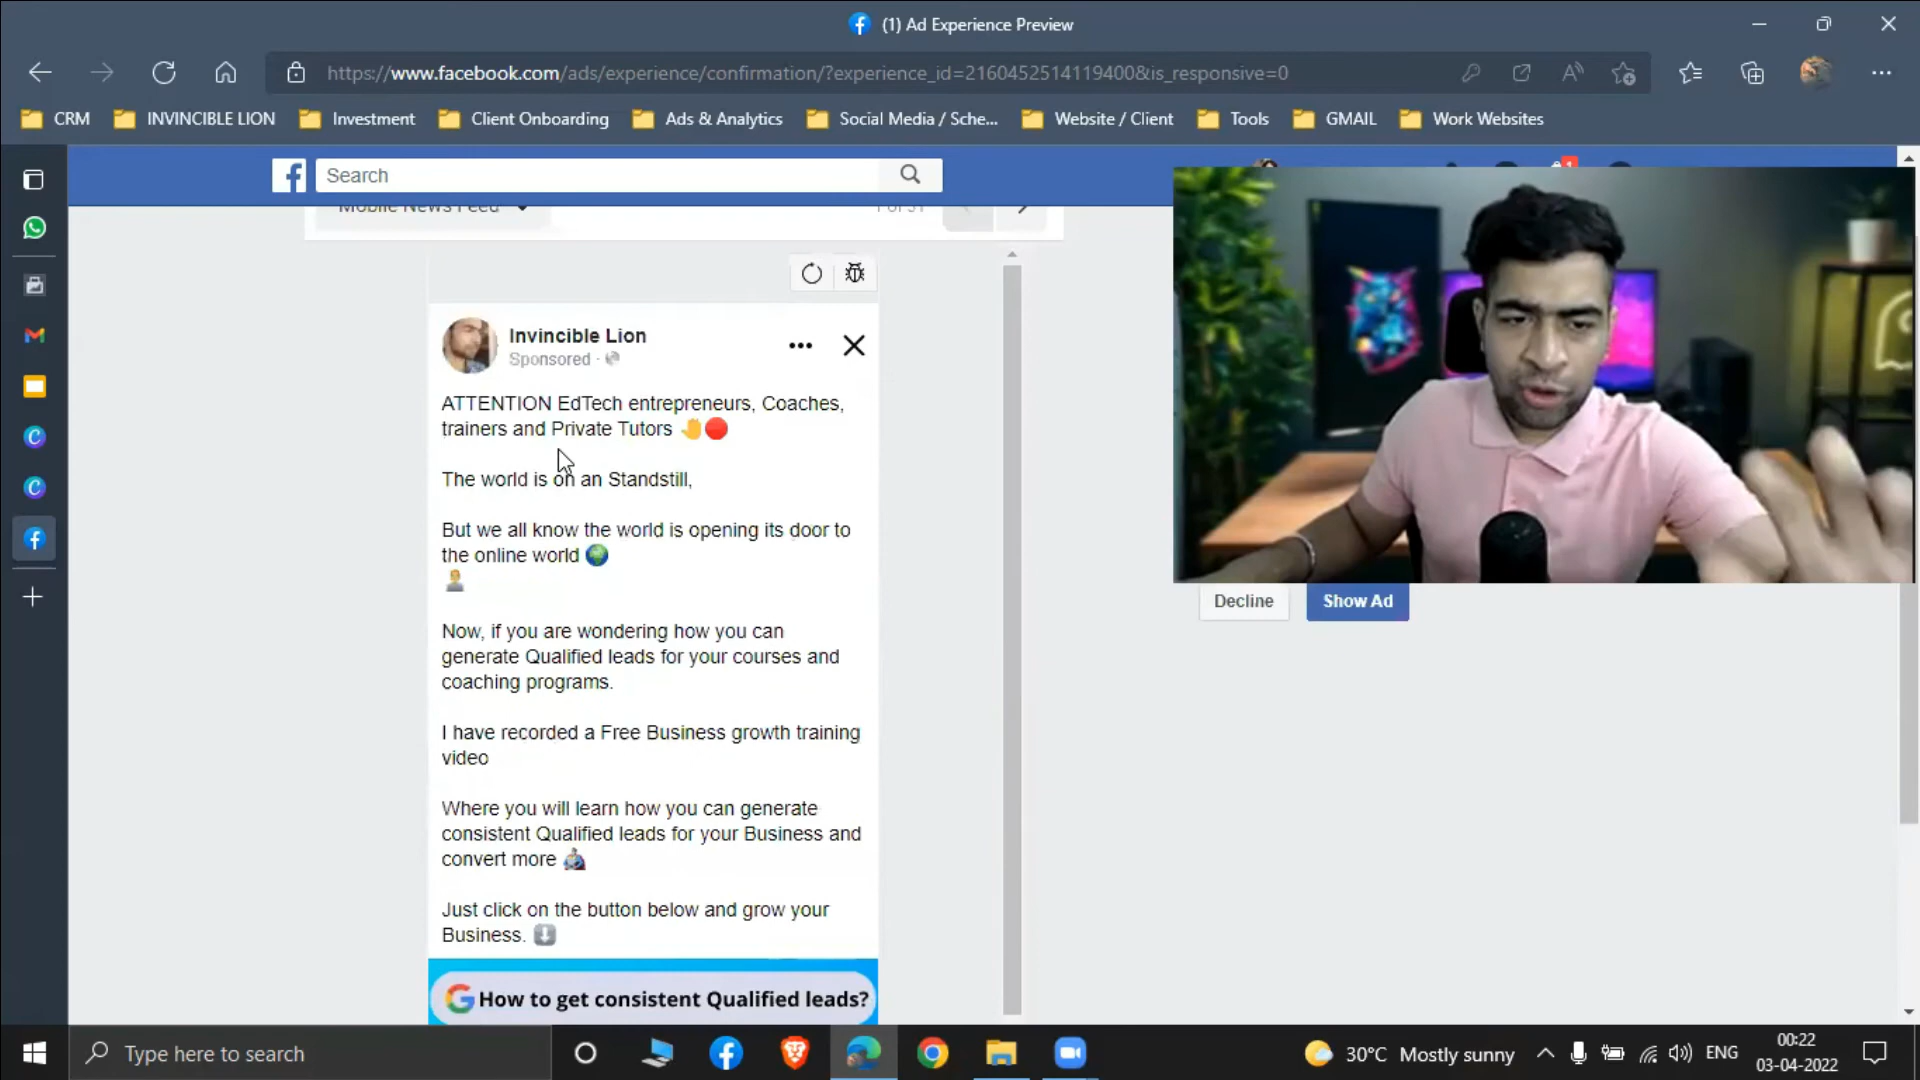 (1) Ad Experience Preview
https://www.facebook.com/ads/experience/confirmation/?experience_id=2160452514119400&is_responsive=0
CRM INVINCIBLE LION Investment Client Onboarding Ads & Analytics Social Media / Sche... Website / Client Tools GMAIL Work Websites
Search
1
Mobile News Feed 1 of 31
Invincible Lion
Sponsored ·
ATTENTION EdTech entrepreneurs, Coaches,
trainers and Private Tutors 🤚🔴
The world is on an Standstill,
But we all know the world is opening its door to
the online world 🌍
Now, if you are wondering how you can
generate Qualified leads for your courses and
coaching programs.
I have recorded a Free Business growth training
video
Where you will learn how you can generate
consistent Qualified leads for your Business and
convert more
Just click on the button below and grow your
Business. ⬇️
How to get consistent Qualified leads?
Decline Show Ad
Type here to search
30°C Mostly sunny ENG
00:22
03-04-2022